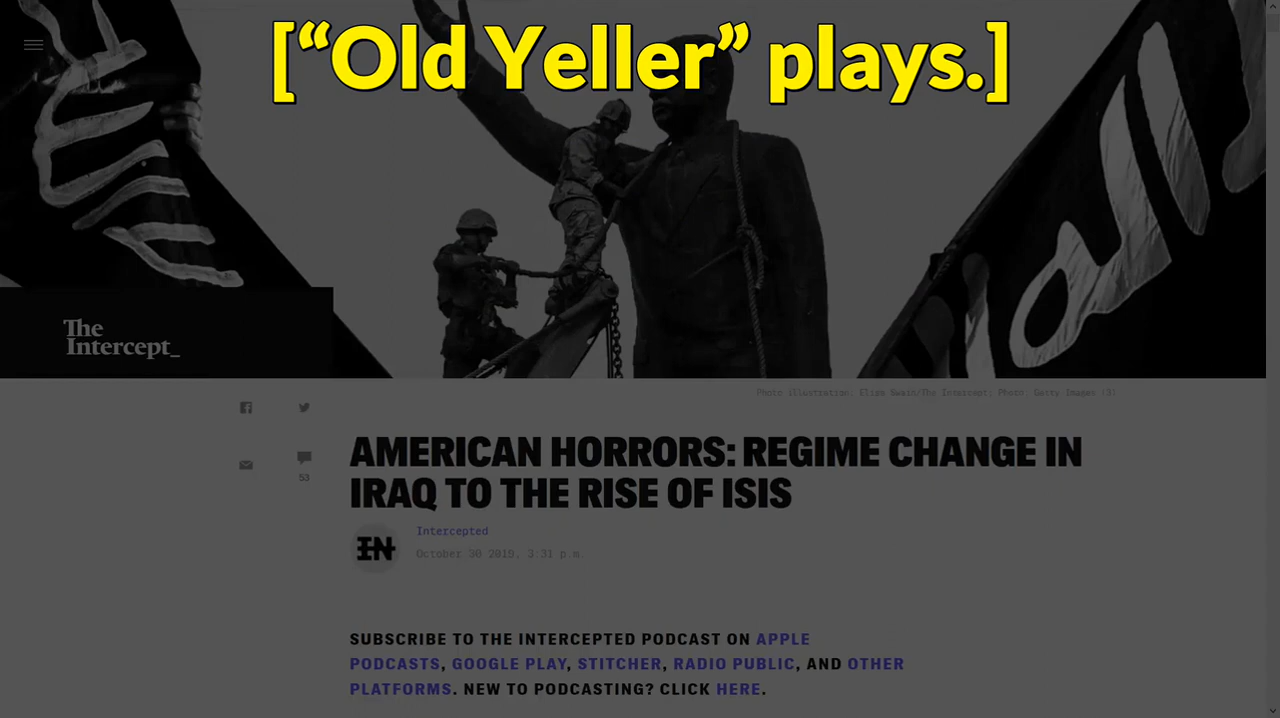 [“Old Yeller” plays.]
The
Intercept_
Photo illustration: Elise Swain/The Intercept; Photo: Getty Images (3)
53
AMERICAN HORRORS: REGIME CHANGE IN
IRAQ TO THE RISE OF ISIS
IN
Intercepted
October 30 2019, 3:31 p.m.
SUBSCRIBE TO THE INTERCEPTED PODCAST ON APPLE
PODCASTS, GOOGLE PLAY, STITCHER, RADIO PUBLIC, AND OTHER
PLATFORMS. NEW TO PODCASTING? CLICK HERE.